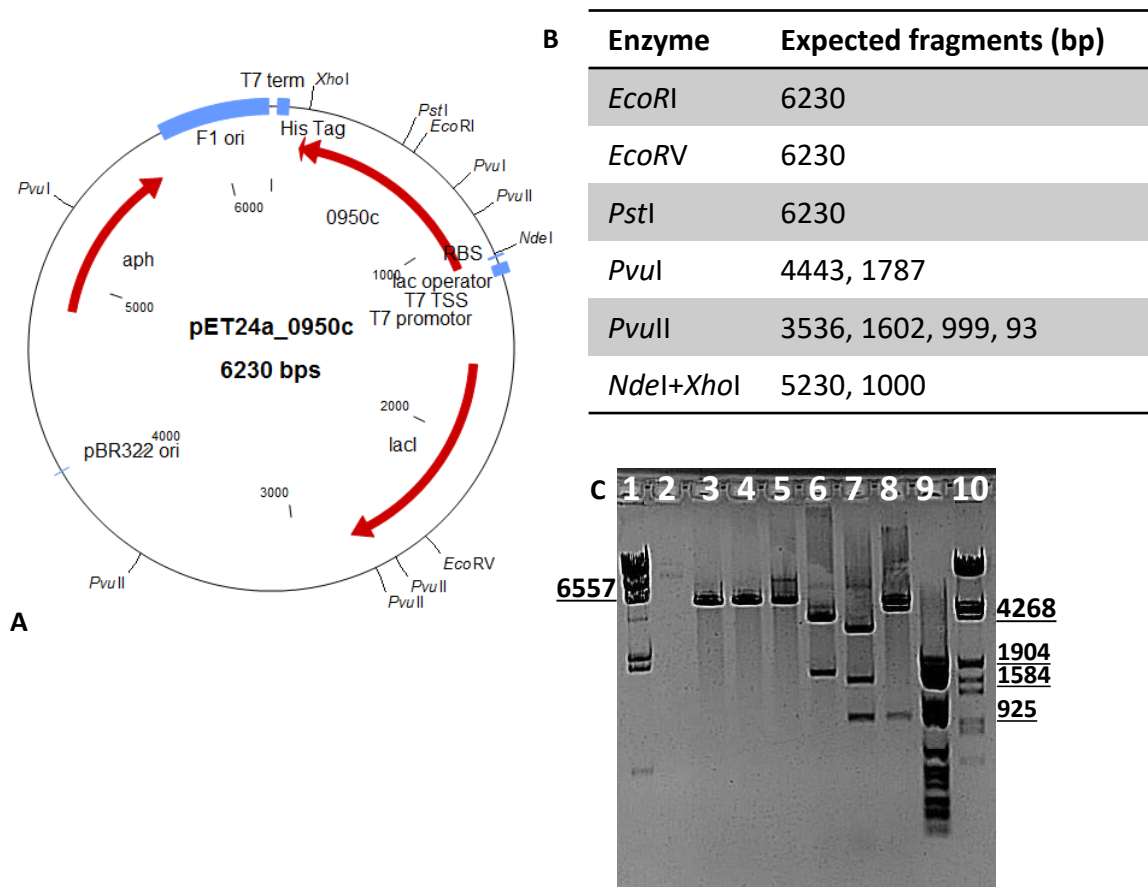 A
T7 term
XhoI
His Tag
F1 ori
PstI
EcoRI
PvuI
PvuII
NdeI
PvuI
6000
I
0950c
RBS
1000
lac operator
T7 TSS
T7 promotor
aph
5000
pET24a_0950c
6230 bps
2000
lacI
4000
pBR322 ori
3000
EcoRV
PvuII
PvuII
PvuII
B
Enzyme Expected fragments (bp)
EcoRI 6230
EcoRV 6230
PstI 6230
PvuI 4443, 1787
PvuII 3536, 1602, 999, 93
NdeI+XhoI 5230, 1000
C
1 2 3 4 5 6 7 8 9 10
6557
4268
1904
1584
925